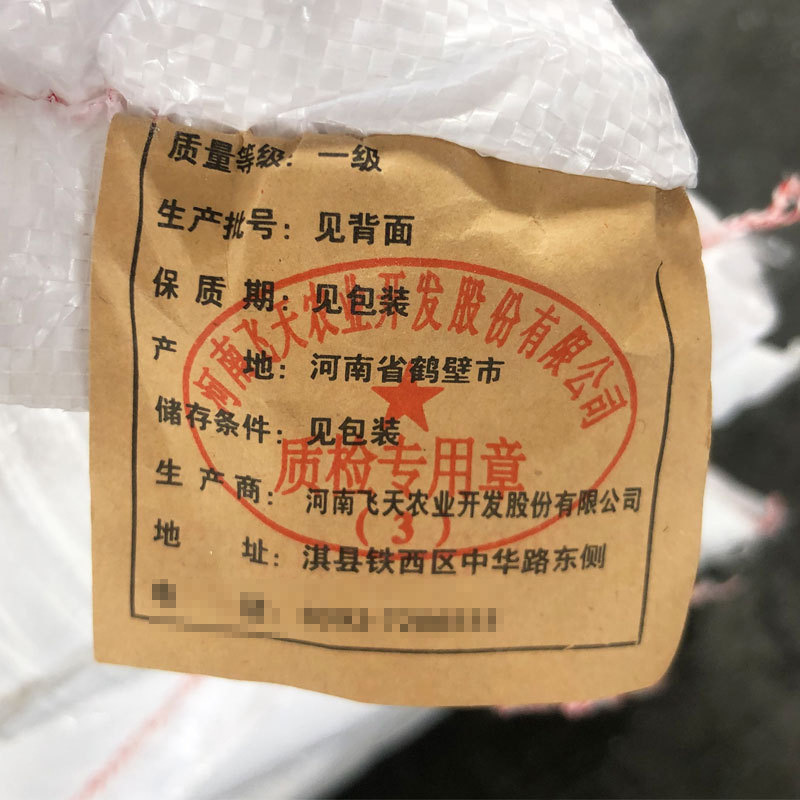 质量等级：一级
生产批号：见背面
保质期：见包装
产地：河南省鹤壁市
储存条件：见包装
生产商：河南飞天农业开发股份有限公司
地址：淇县铁西区中华路东侧
河南飞天农业开发股份有限公司
质检专用章
（3）